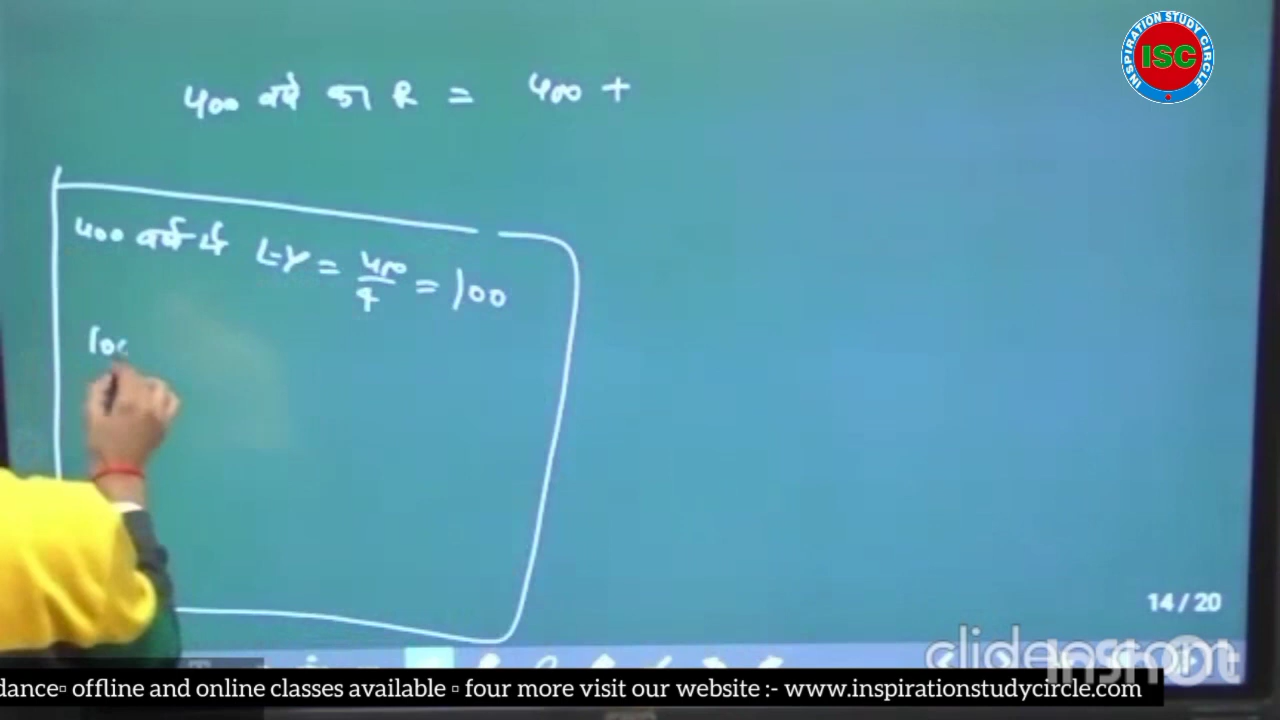 400 वर्ष का R = 400 +
400 वर्ष में L-Y = 400/4 = 100
100
INSPIRATION STUDY CIRCLE
ISC
14 / 20
dance▫ offline and online classes available ▫ four more visit our website :- www.inspirationstudycircle.com